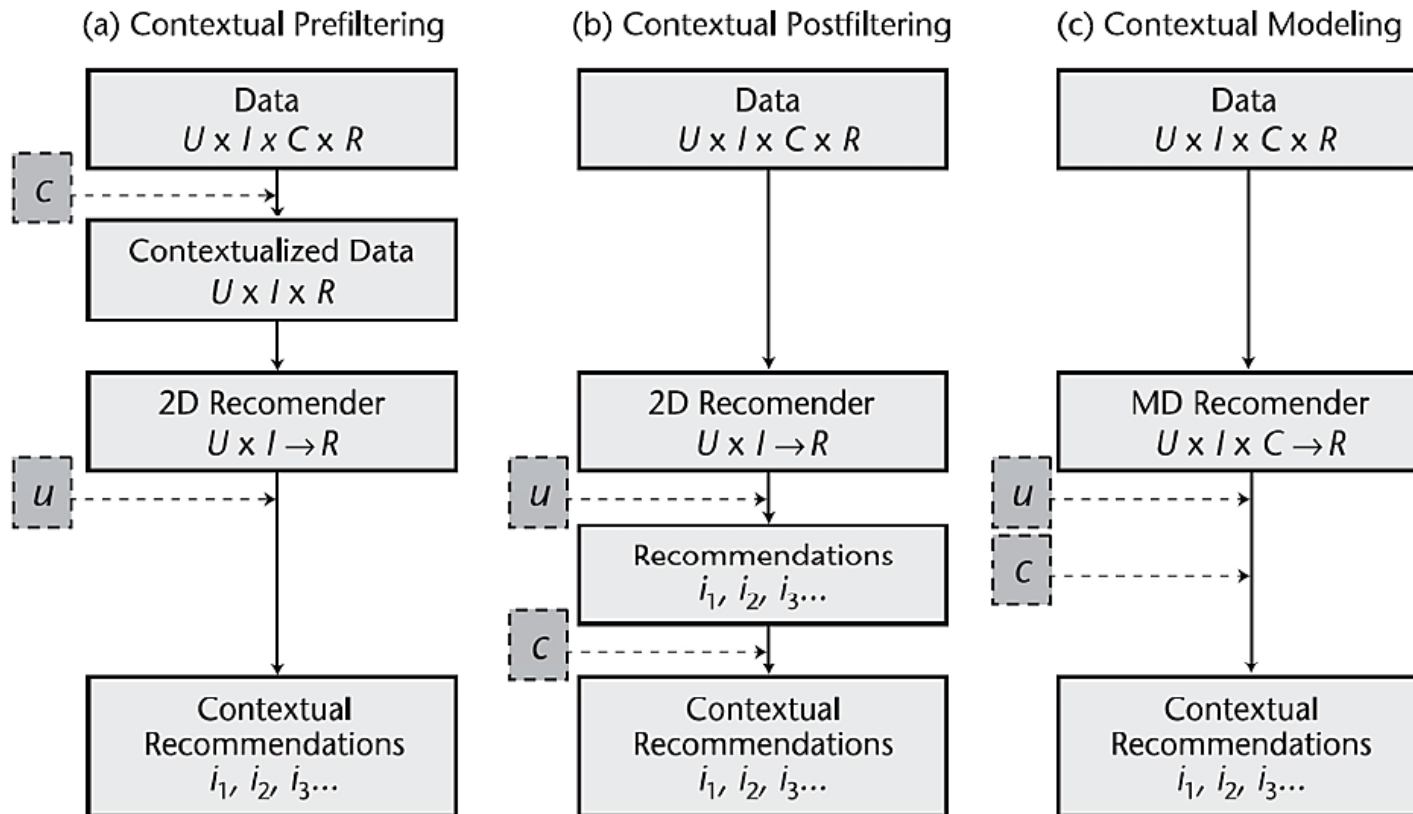 (a) Contextual Prefiltering
Data
U x I x C x R
c
Contextualized Data
U x I x R
2D Recomender
U x I → R
u
Contextual
Recommendations
i₁, i₂, i₃...
(b) Contextual Postfiltering
Data
U x I x C x R
2D Recomender
U x I → R
u
Recommendations
i₁, i₂, i₃...
c
Contextual
Recommendations
i₁, i₂, i₃...
(c) Contextual Modeling
Data
U x I x C x R
MD Recomender
U x I x C → R
u
c
Contextual
Recommendations
i₁, i₂, i₃...